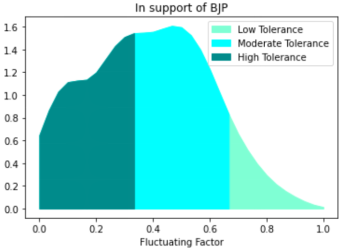 In support of BJP
Low Tolerance
Moderate Tolerance
High Tolerance
1.6
1.4
1.2
1.0
0.8
0.6
0.4
0.2
0.0
0.0 0.2 0.4 0.6 0.8 1.0
Fluctuating Factor